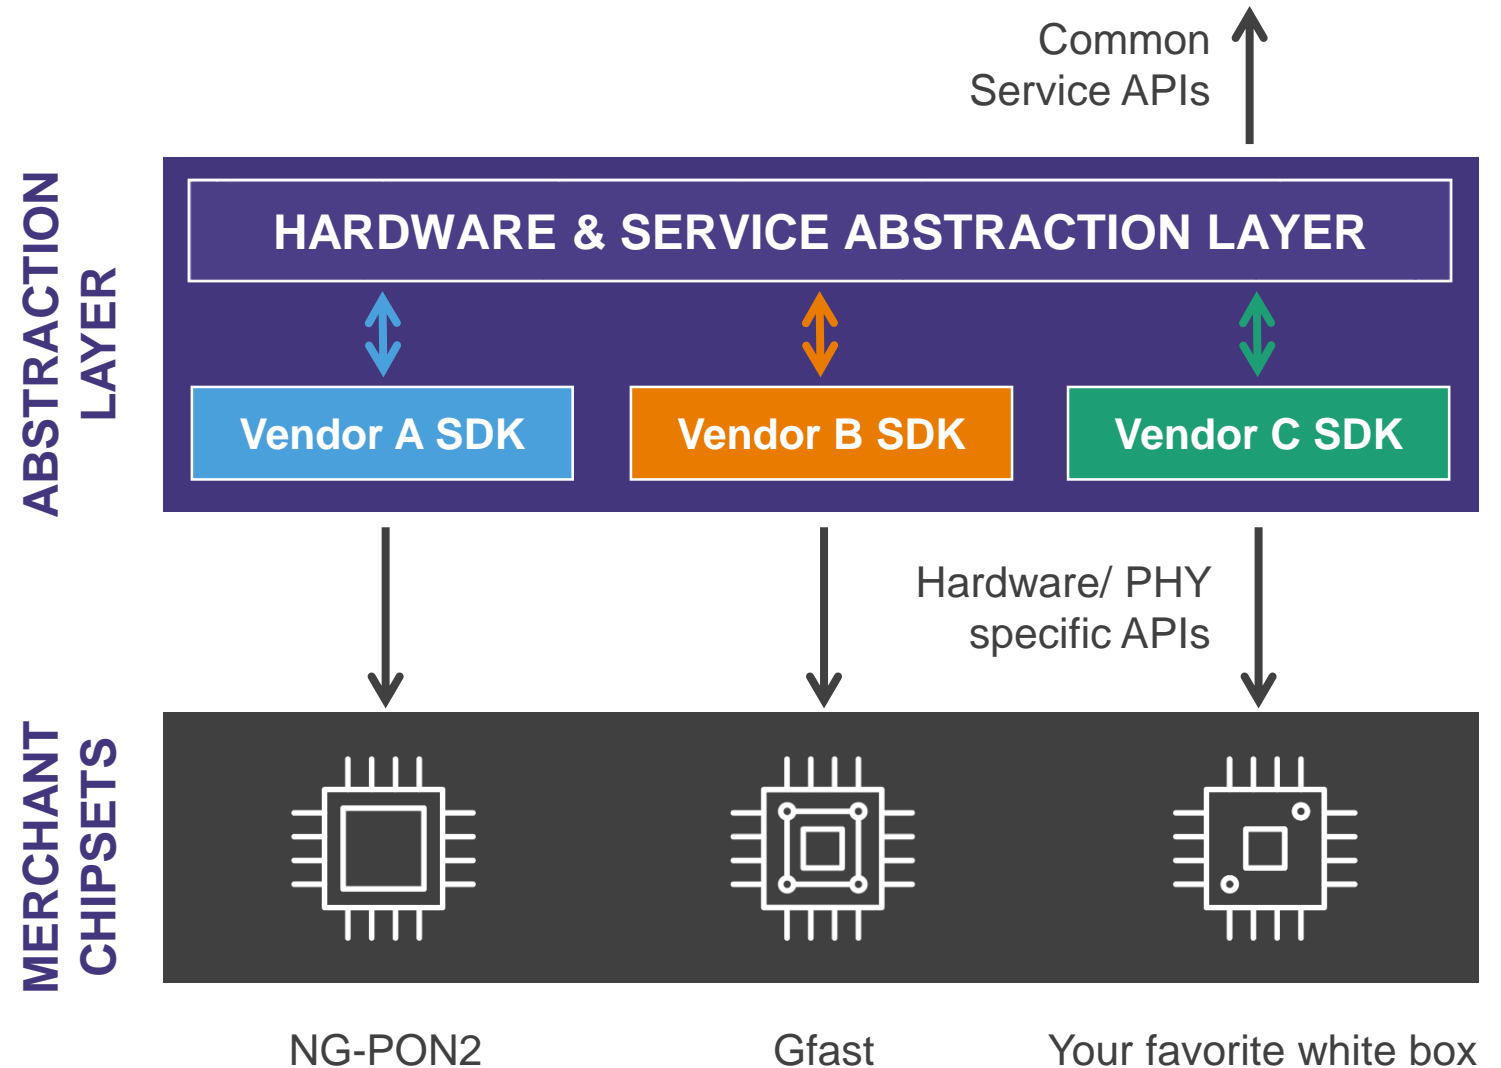 Common
Service APIs
ABSTRACTION
LAYER
HARDWARE & SERVICE ABSTRACTION LAYER
Vendor A SDK
Vendor B SDK
Vendor C SDK
Hardware/ PHY
specific APIs
MERCHANT
CHIPSETS
NG-PON2
Gfast
Your favorite white box